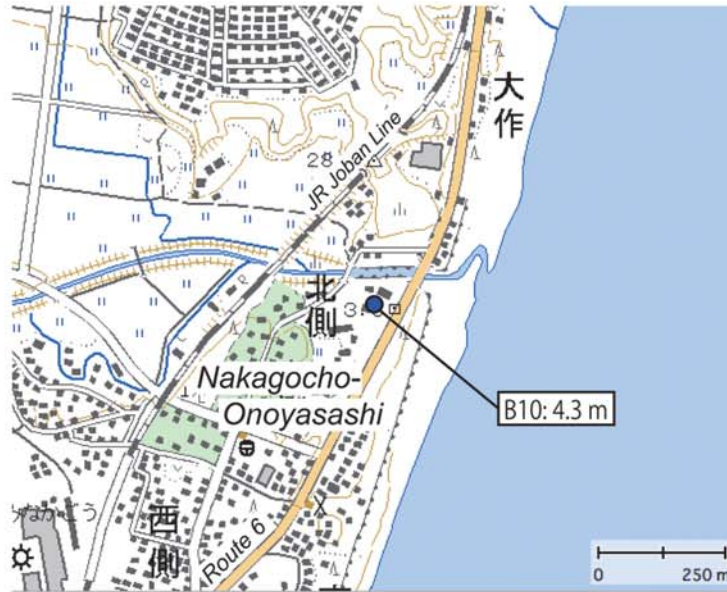 大作
28
JR Joban Line
北側
Nakagocho-
Onoyasashi
B10: 4.3 m
西側
Route 6
0
250 m